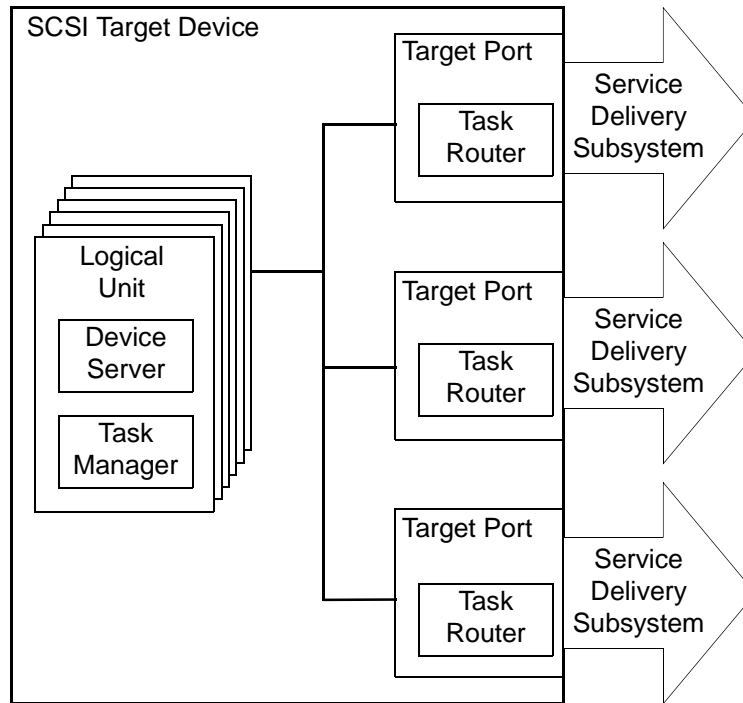 SCSI Target Device
Target Port
Task
Router
Service
Delivery
Subsystem
Logical
Unit
Device
Server
Task
Manager
Target Port
Task
Router
Service
Delivery
Subsystem
Target Port
Task
Router
Service
Delivery
Subsystem